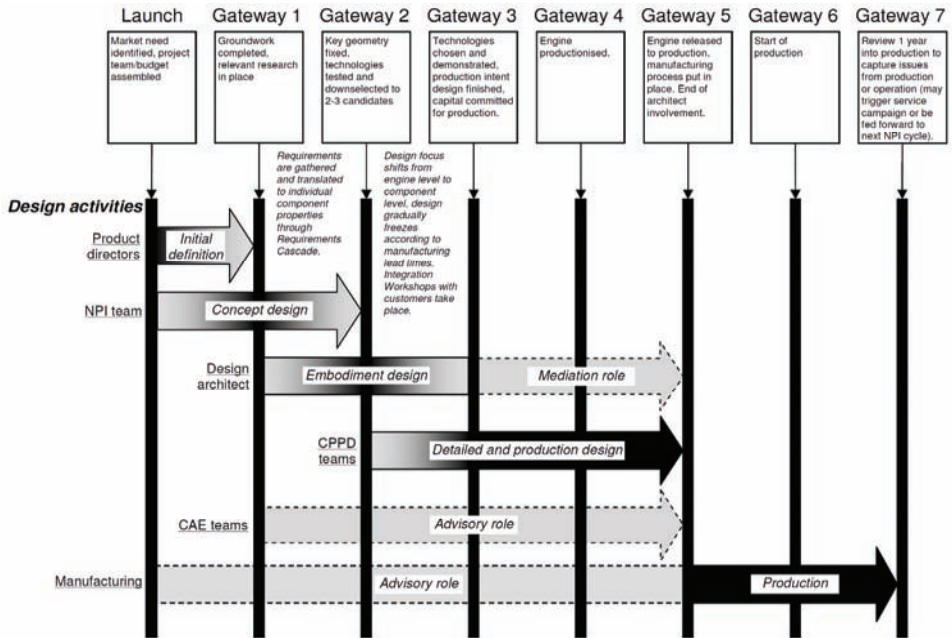 Launch
Gateway 1
Gateway 2
Gateway 3
Gateway 4
Gateway 5
Gateway 6
Gateway 7
Market need
identified, project
team/budget
assembled
Groundwork
completed,
relevant research
in place
Key geometry
fixed,
technologies
tested and
downselected to
2-3 candidates
Technologies
chosen and
demonstrated,
production intent
design finished,
capital committed
for production.
Engine
productionised.
Engine released
to production,
manufacturing
process put in
place. End of
architect
involvement.
Start of
production
Review 1 year
into production to
capture issues
from production
or operation (may
trigger service
campaign or be
fed forward to
next NPI cycle).
Requirements
are gathered
and translated
to individual
component
properties
through
Requirements
Cascade.
Design focus
shifts from
engine level to
component
level, design
gradually
freezes
according to
manufacturing
lead limes.
Integration
Workshops with
customers take
place.
Design activities
Product
directors
Initial
definition
NPI team
Concept design
Design
architect
Embodiment design
Mediation role
CPPD
teams
Detailed and production design
CAE teams
Advisory role
Manufacturing
Advisory role
Production